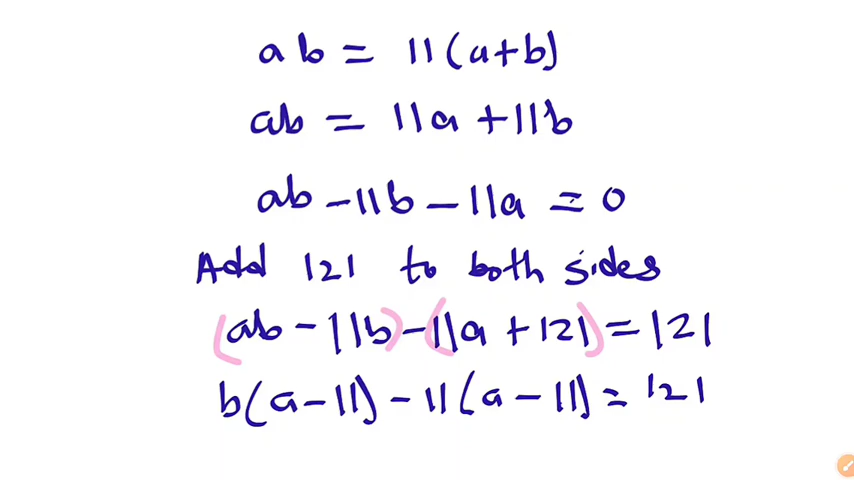 ab = 11(a+b)
ab = 11a + 11b
ab - 11b - 11a = 0
Add 121 to both sides
(ab - 11b) - (11a + 121) = 121
b(a - 11) - 11(a - 11) = 121